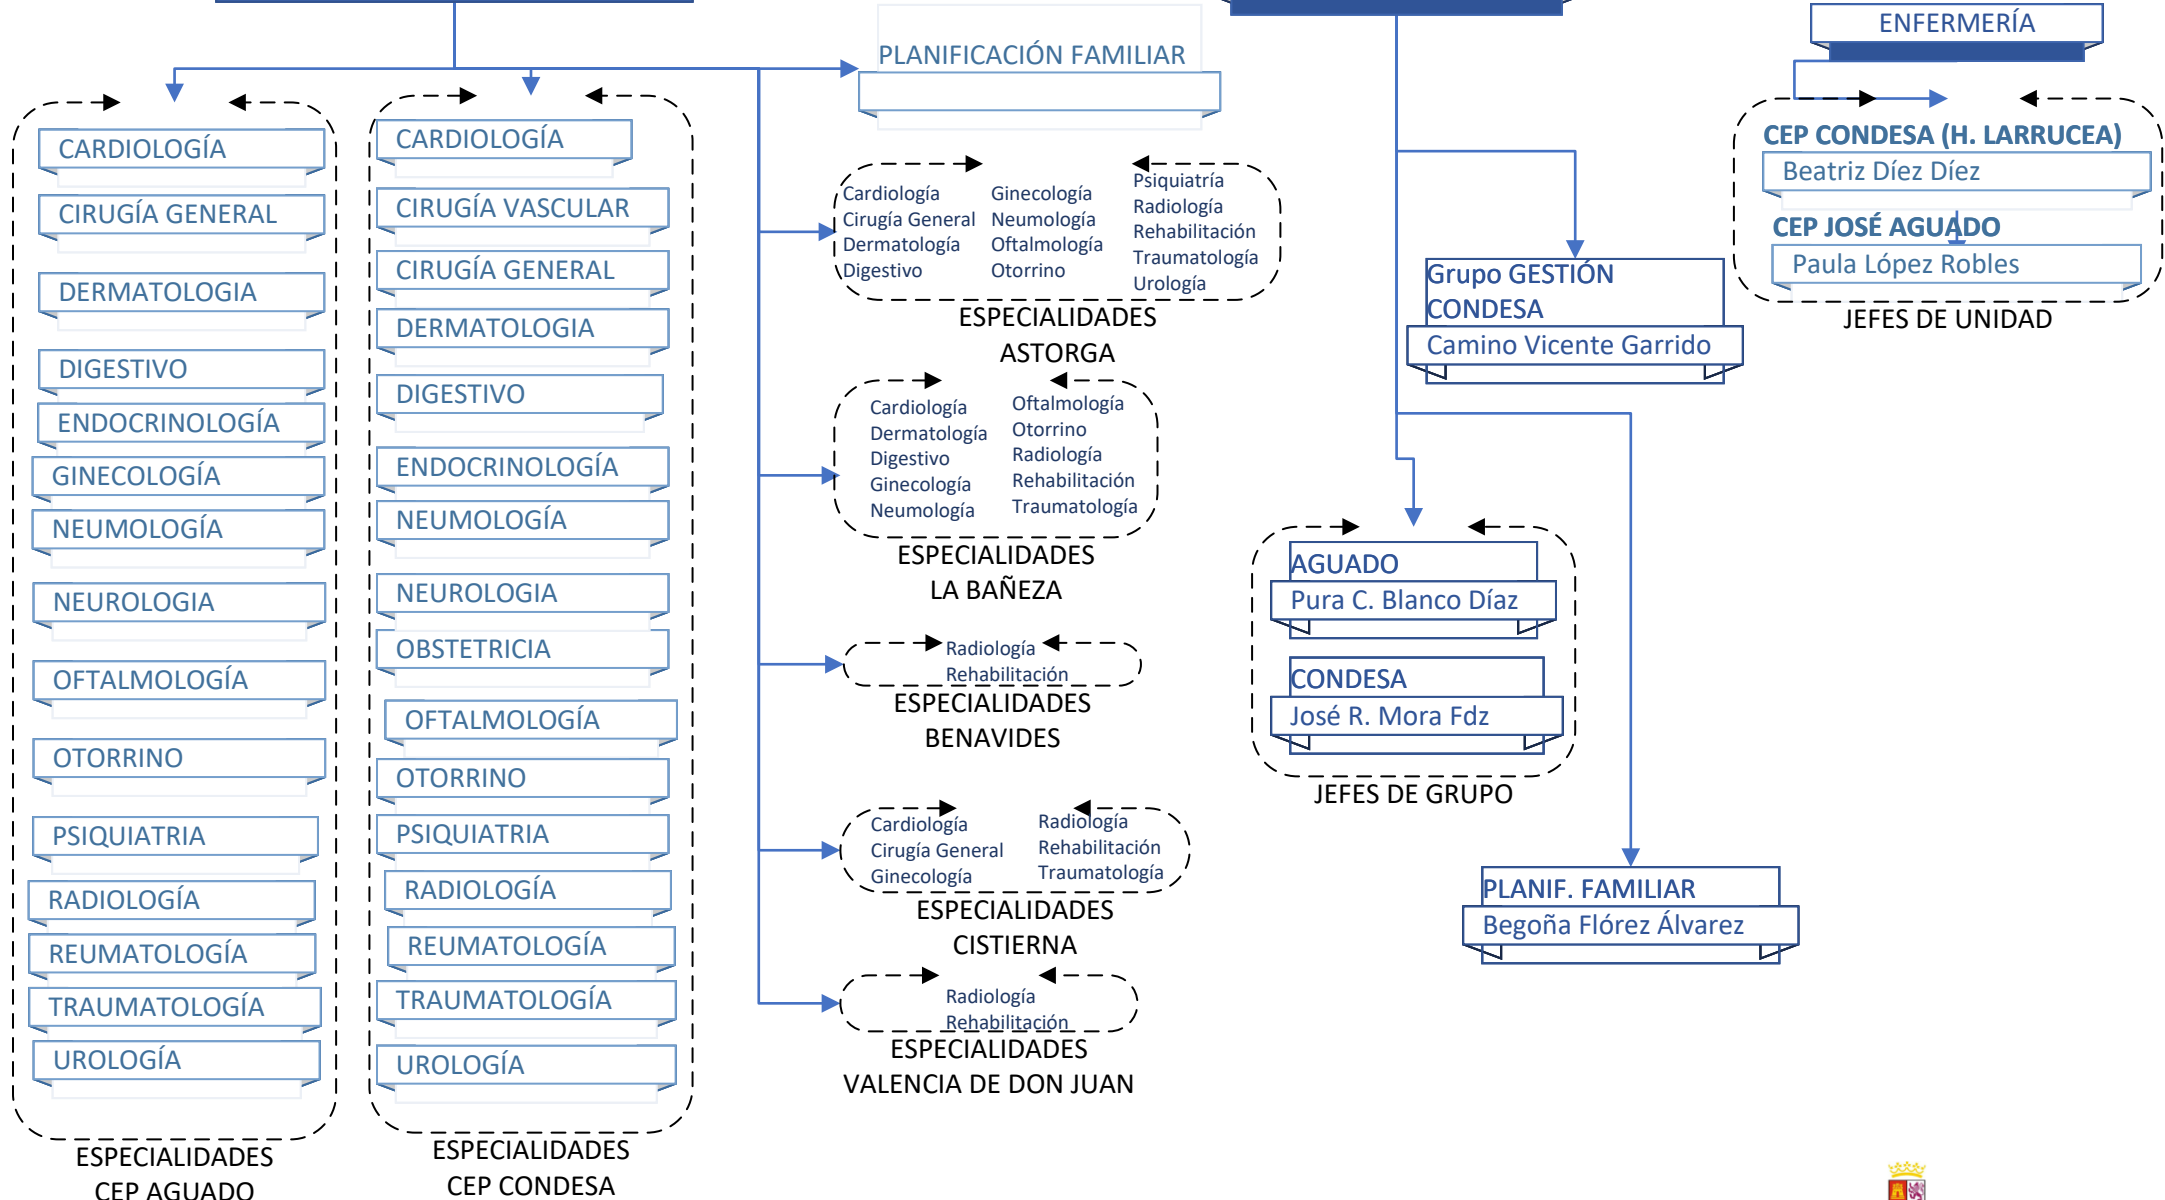 CARDIOLOGÍA
CIRUGÍA GENERAL
DERMATOLOGIA
DIGESTIVO
ENDOCRINOLOGÍA
GINECOLOGÍA
NEUMOLOGÍA
NEUROLOGIA
OFTALMOLOGÍA
OTORRINO
PSIQUIATRIA
RADIOLOGÍA
REUMATOLOGÍA
TRAUMATOLOGÍA
UROLOGÍA
ESPECIALIDADES
CEP AGUADO
CARDIOLOGÍA
CIRUGÍA VASCULAR
CIRUGÍA GENERAL
DERMATOLOGIA
DIGESTIVO
ENDOCRINOLOGÍA
NEUMOLOGÍA
NEUROLOGIA
OBSTETRICIA
OFTALMOLOGÍA
OTORRINO
PSIQUIATRIA
RADIOLOGÍA
REUMATOLOGÍA
TRAUMATOLOGÍA
UROLOGÍA
ESPECIALIDADES
CEP CONDESA
PLANIFICACIÓN FAMILIAR
Cardiología
Cirugía General
Dermatología
Digestivo
Ginecología
Neumología
Oftalmología
Otorrino
Psiquiatría
Radiología
Rehabilitación
Traumatología
Urología
ESPECIALIDADES
ASTORGA
Cardiología
Dermatología
Digestivo
Ginecología
Neumología
Oftalmología
Otorrino
Radiología
Rehabilitación
Traumatología
ESPECIALIDADES
LA BAÑEZA
Radiología
Rehabilitación
ESPECIALIDADES
BENAVIDES
Cardiología
Cirugía General
Ginecología
Radiología
Rehabilitación
Traumatología
ESPECIALIDADES
CISTIERNA
Radiología
Rehabilitación
ESPECIALIDADES
VALENCIA DE DON JUAN
Grupo GESTIÓN
CONDESA
Camino Vicente Garrido
AGUADO
Pura C. Blanco Díaz
CONDESA
José R. Mora Fdz
JEFES DE GRUPO
PLANIF. FAMILIAR
Begoña Flórez Álvarez
ENFERMERÍA
CEP CONDESA (H. LARRUCEA)
Beatriz Díez Díez
CEP JOSÉ AGUADO
Paula López Robles
JEFES DE UNIDAD